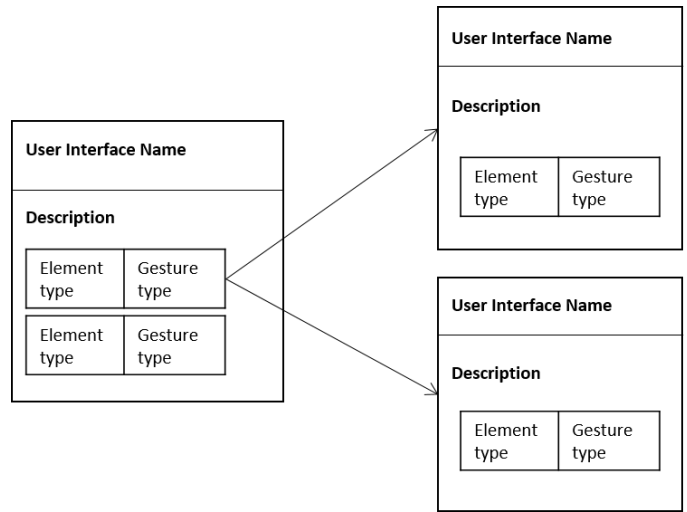 User Interface Name
Description
Element type
Gesture type
Element type
Gesture type
User Interface Name
Description
Element type
Gesture type
User Interface Name
Description
Element type
Gesture type